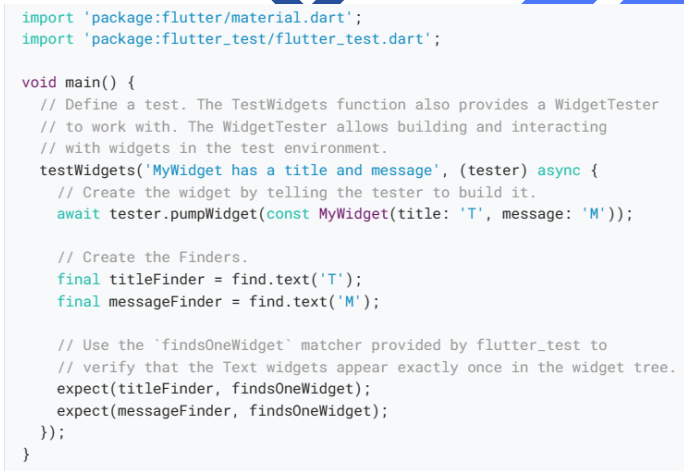 import 'package:flutter/material.dart';
import 'package:flutter_test/flutter_test.dart';

void main() {
  // Define a test. The TestWidgets function also provides a WidgetTester
  // to work with. The WidgetTester allows building and interacting
  // with widgets in the test environment.
  testWidgets('MyWidget has a title and message', (tester) async {
    // Create the widget by telling the tester to build it.
    await tester.pumpWidget(const MyWidget(title: 'T', message: 'M'));

    // Create the Finders.
    final titleFinder = find.text('T');
    final messageFinder = find.text('M');

    // Use the `findsOneWidget` matcher provided by flutter_test to
    // verify that the Text widgets appear exactly once in the widget tree.
    expect(titleFinder, findsOneWidget);
    expect(messageFinder, findsOneWidget);
  });
}